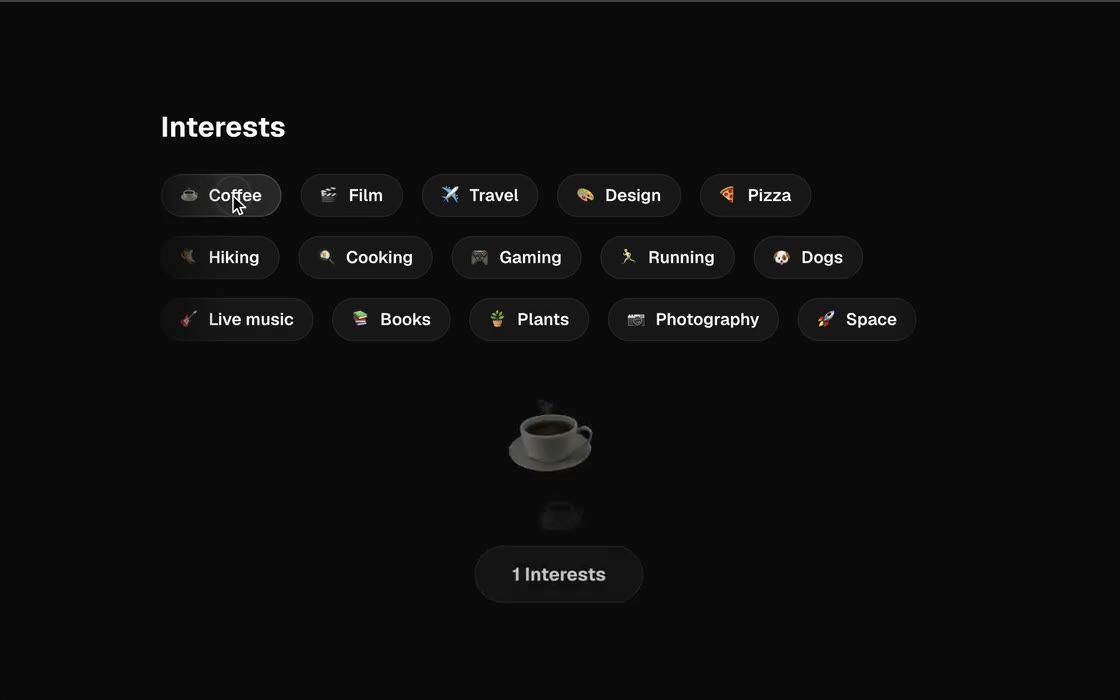 Interests
Coffee Film Travel Design Pizza
Hiking Cooking Gaming Running Dogs
Live music Books Plants Photography Space
1 Interests